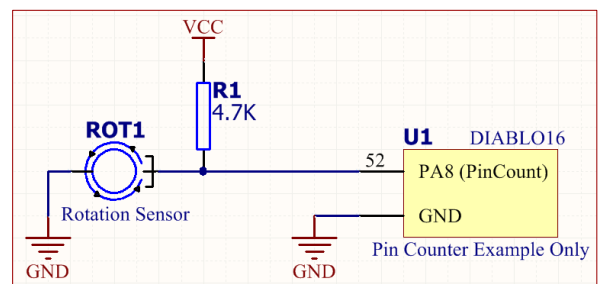 VCC
R1
4.7K
ROT1
U1 DIABLO16
52
PA8 (PinCount)
GND
Rotation Sensor
Pin Counter Example Only
GND
GND